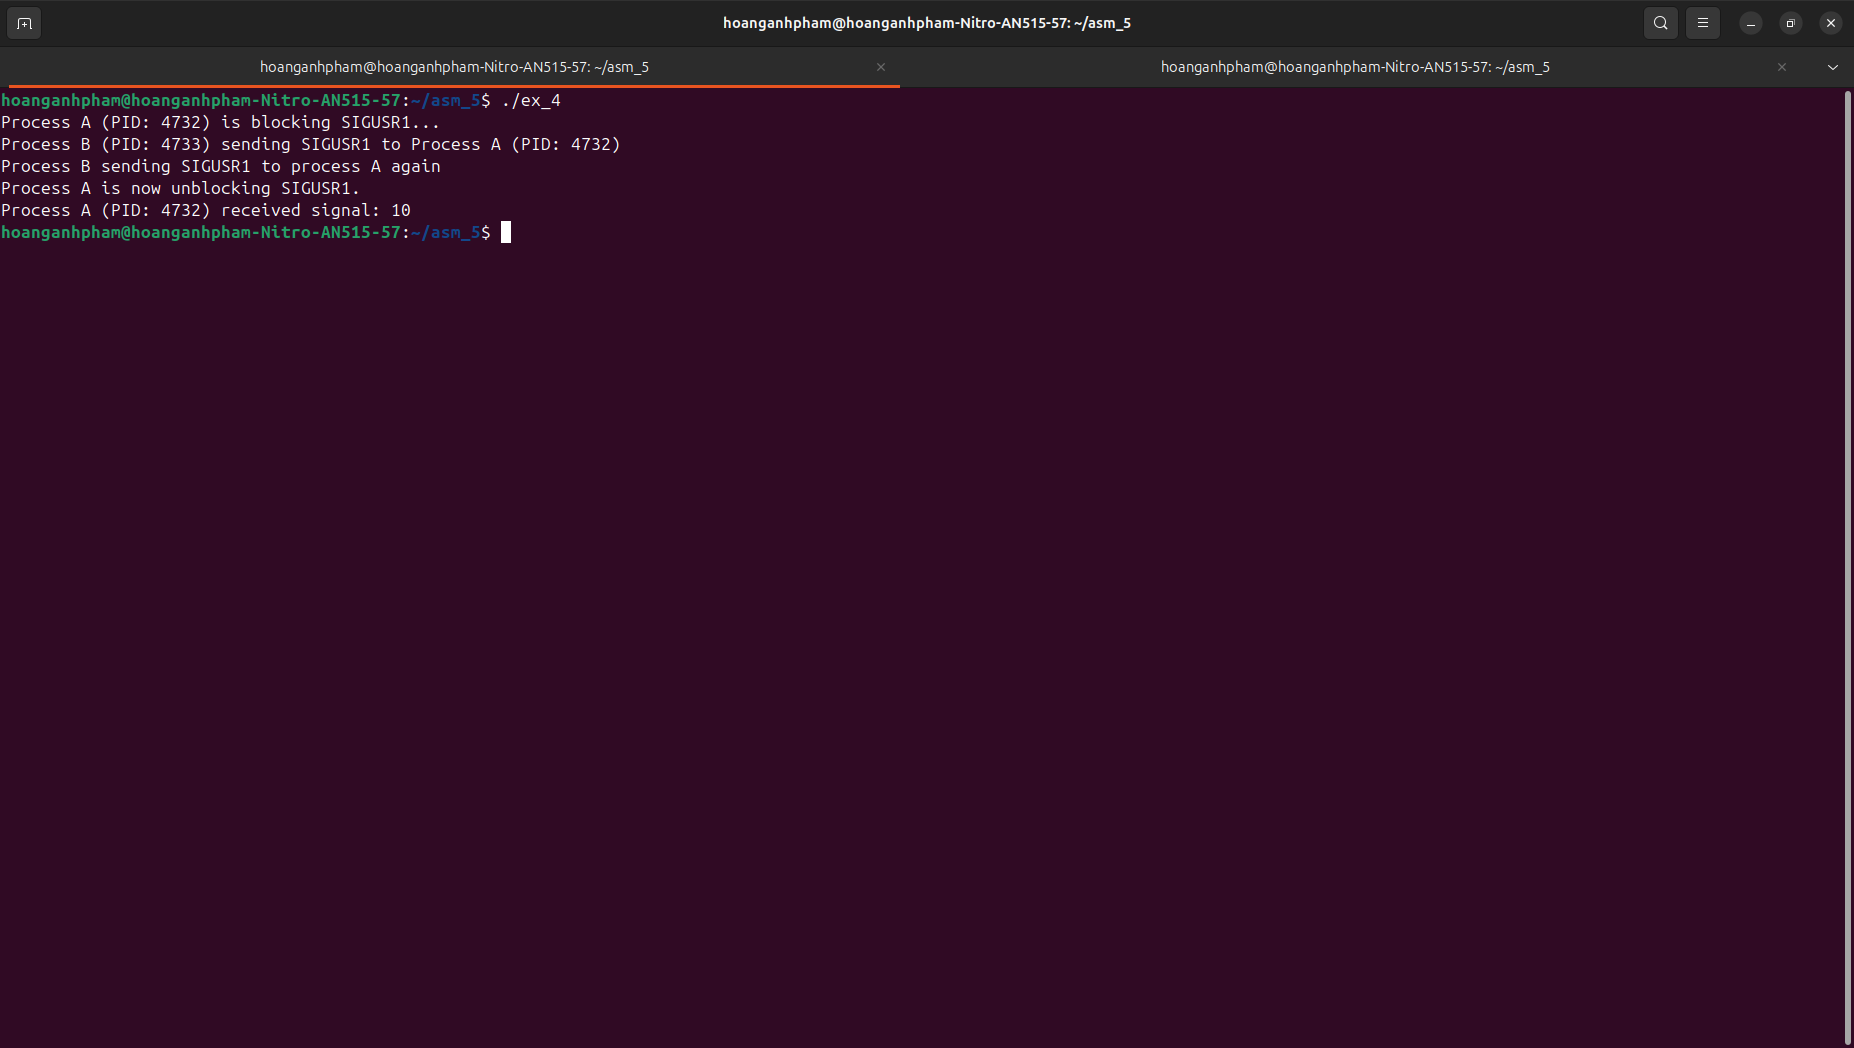 hoanganhpham@hoanganhpham-Nitro-AN515-57: ~/asm_5
hoanganhpham@hoanganhpham-Nitro-AN515-57: ~/asm_5
hoanganhpham@hoanganhpham-Nitro-AN515-57: ~/asm_5
hoanganhpham@hoanganhpham-Nitro-AN515-57:~/asm_5$ ./ex_4
Process A (PID: 4732) is blocking SIGUSR1...
Process B (PID: 4733) sending SIGUSR1 to Process A (PID: 4732)
Process B sending SIGUSR1 to process A again
Process A is now unblocking SIGUSR1.
Process A (PID: 4732) received signal: 10
hoanganhpham@hoanganhpham-Nitro-AN515-57:~/asm_5$